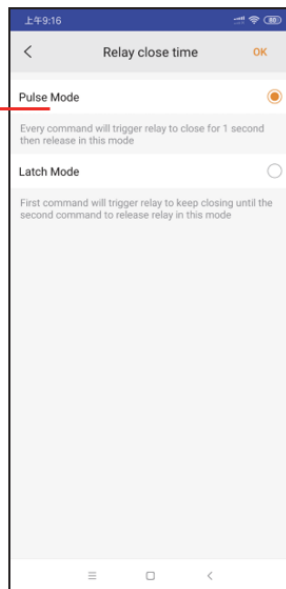 上午9:16
80
Relay close time
OK
Pulse Mode
Every command will trigger relay to close for 1 second
then release in this mode
Latch Mode
First command will trigger relay to keep closing until the
second command to release relay in this mode